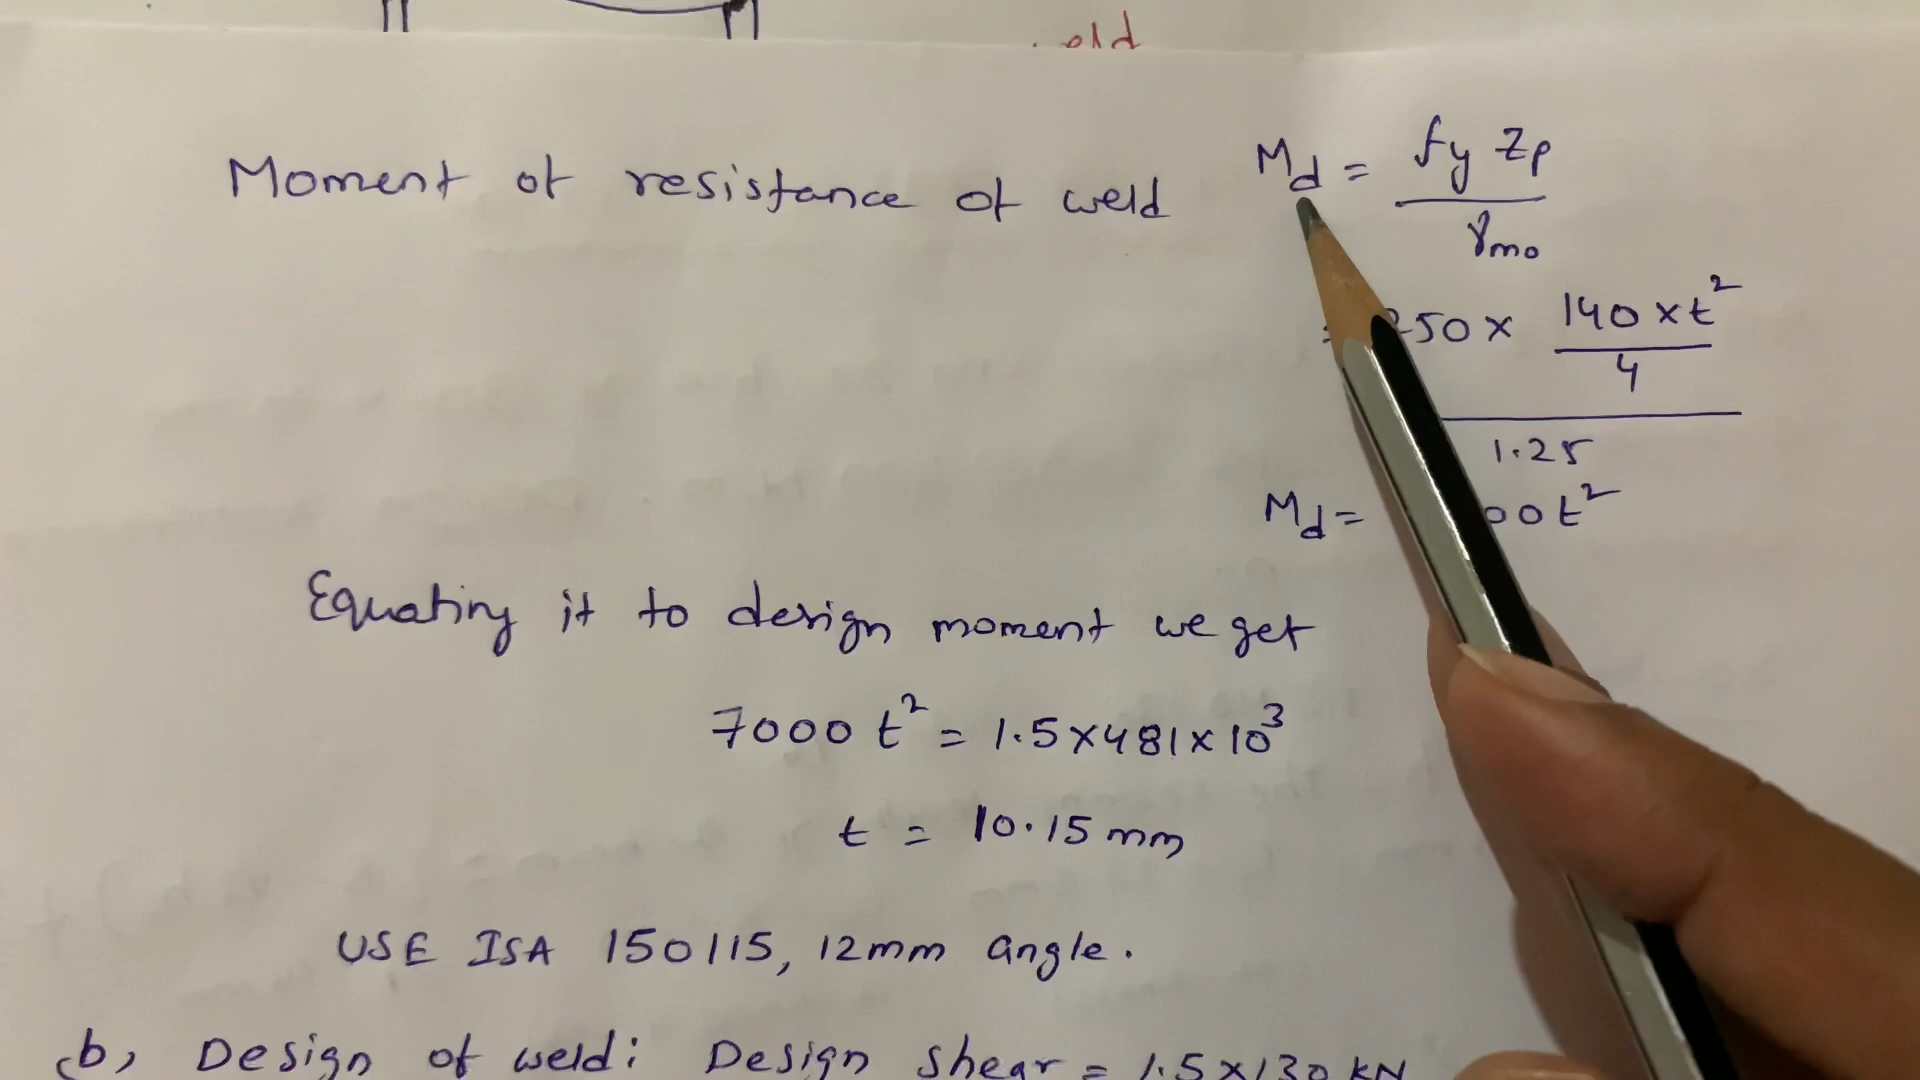 old
Moment of resistance of weld Md = fy Zp / γmo
50 × 140 × t² / 4
1.25
Md = 00t²
Equating it to design moment we get
7000 t² = 1.5 × 481 × 10³
t = 10.15 mm
USE ISA 150115, 12mm angle.
b, Design of weld: Design shear = 1.5 × 130 kN